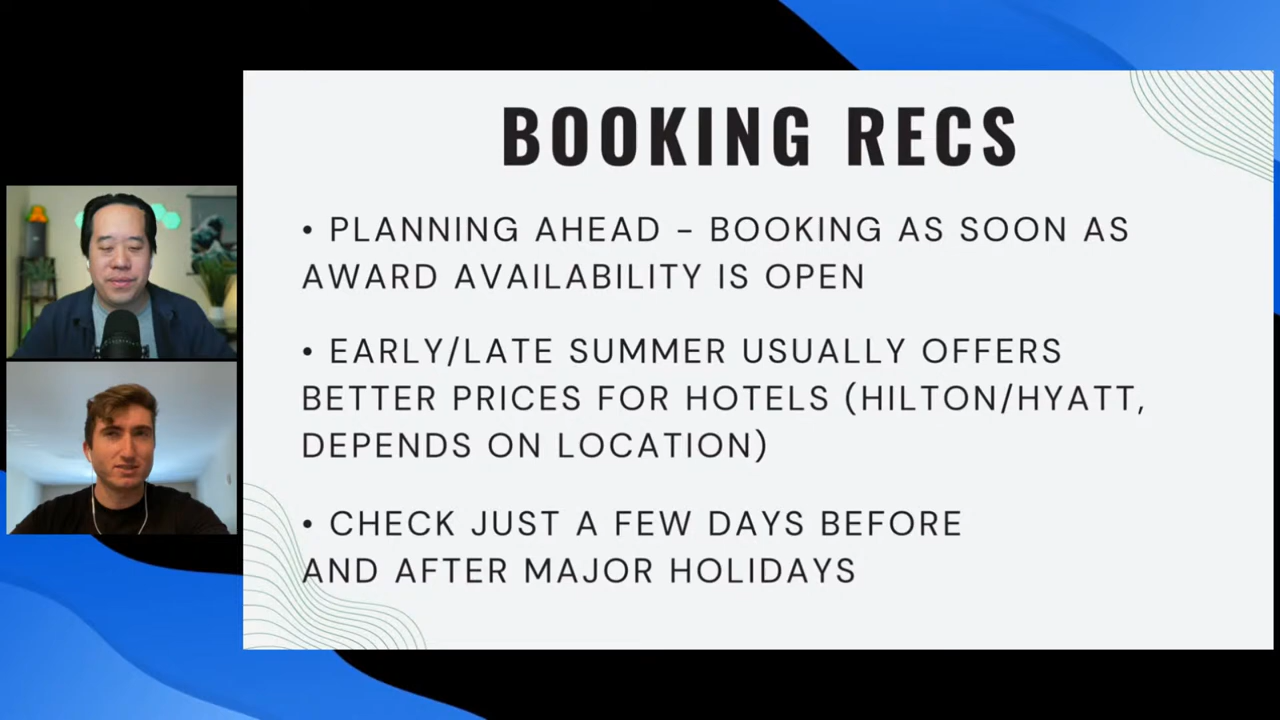 BOOKING RECS
• PLANNING AHEAD – BOOKING AS SOON AS
AWARD AVAILABILITY IS OPEN
• EARLY/LATE SUMMER USUALLY OFFERS
BETTER PRICES FOR HOTELS (HILTON/HYATT,
DEPENDS ON LOCATION)
• CHECK JUST A FEW DAYS BEFORE
AND AFTER MAJOR HOLIDAYS